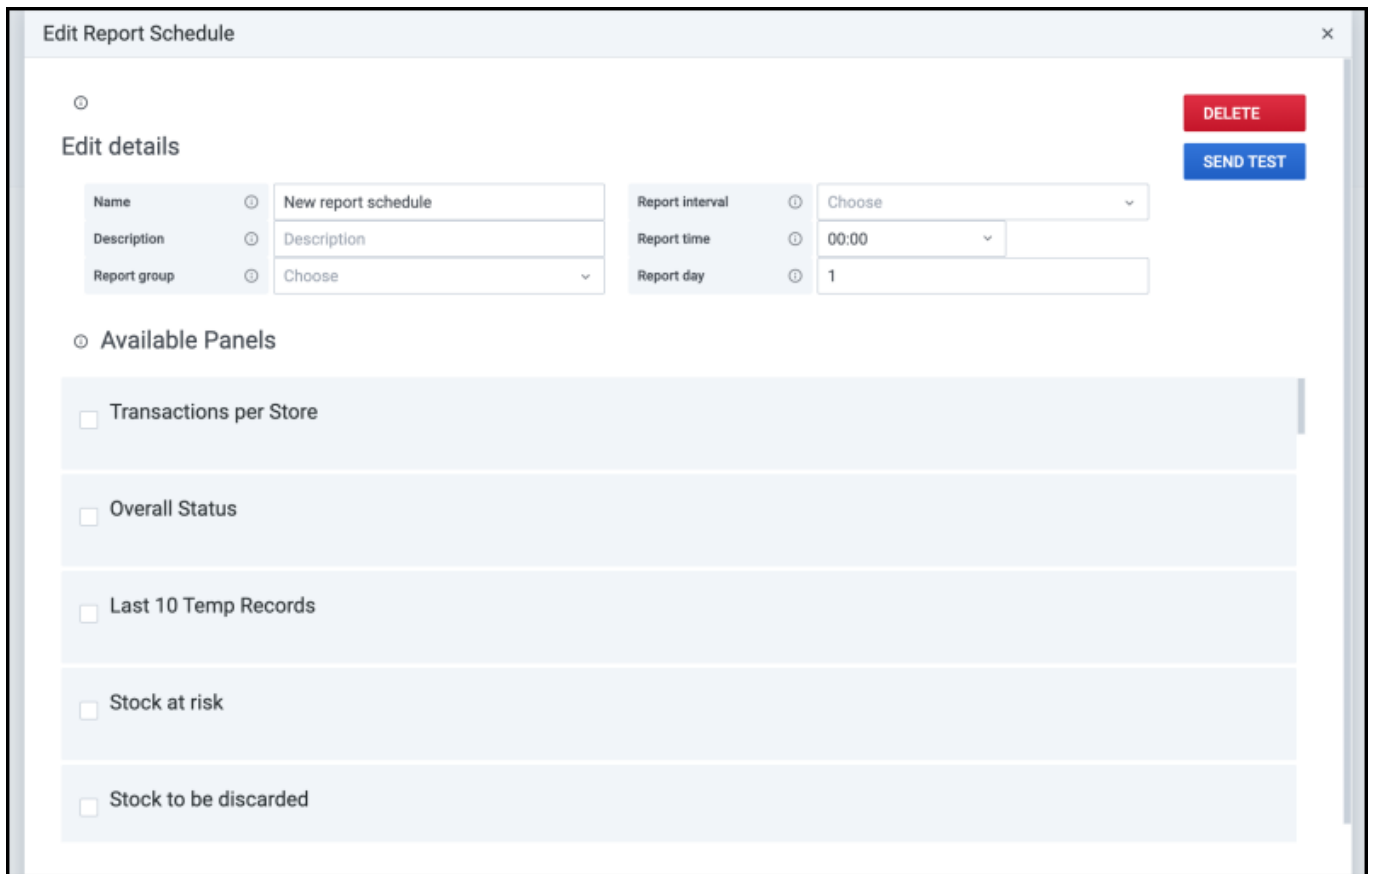 Edit Report Schedule ×
DELETE
Edit details
SEND TEST
Name New report schedule Report interval Choose
Description Description Report time 00:00
Report group Choose Report day 1
Available Panels
Transactions per Store
Overall Status
Last 10 Temp Records
Stock at risk
Stock to be discarded